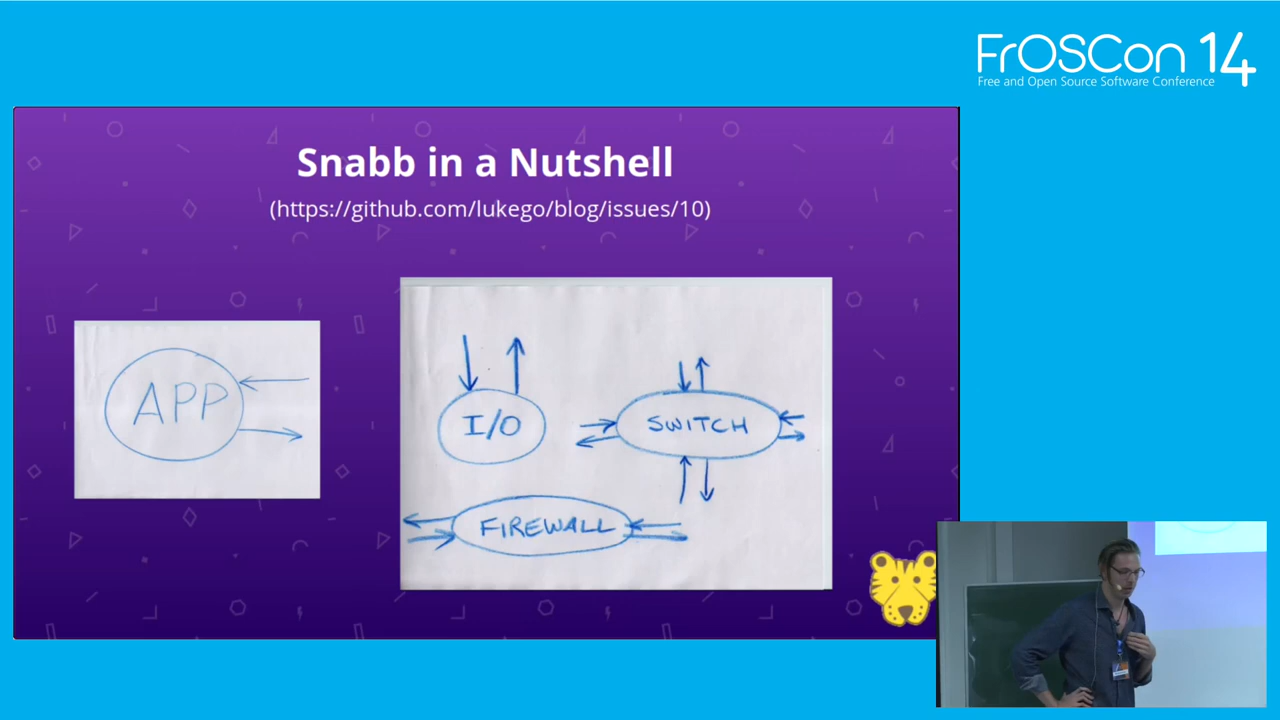 FrOSCon 14
Free and Open Source Software Conference
Snabb in a Nutshell
(https://github.com/lukego/blog/issues/10)
APP
I/O
SWITCH
FIREWALL